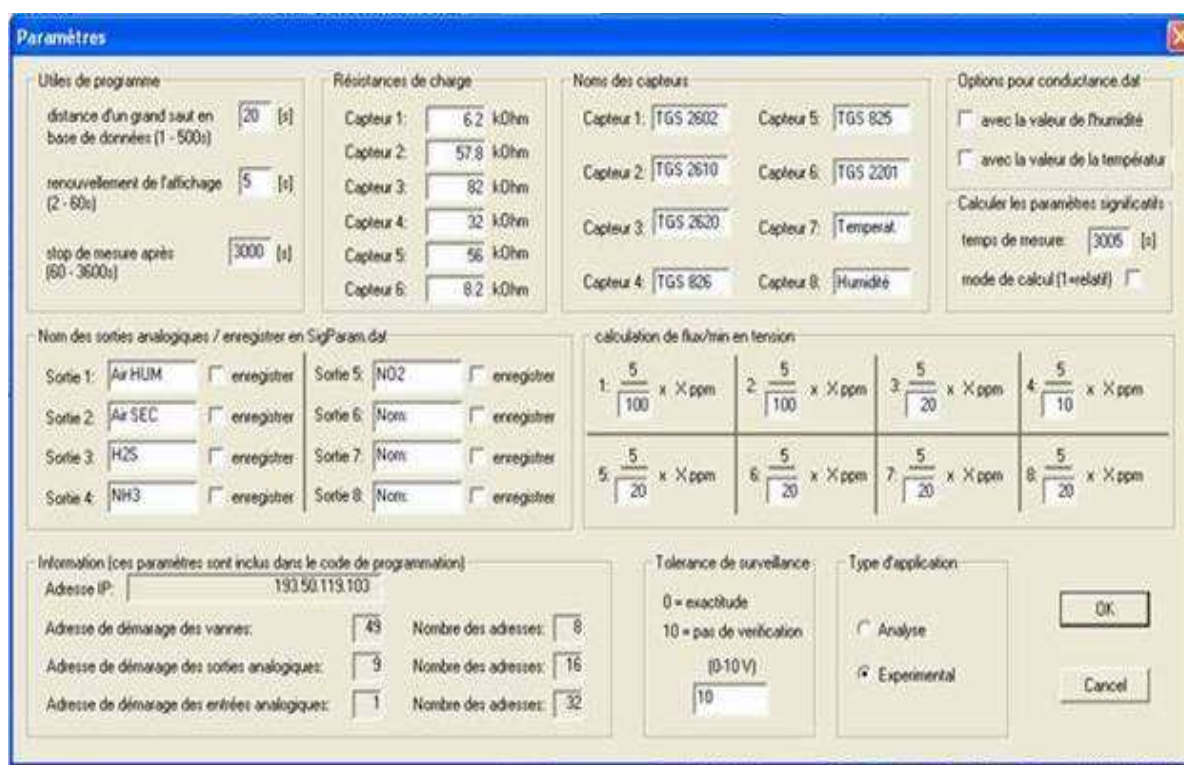 Paramètres
Utiles de programme
distance d'un grand saut en base de données (1 - 500s) 20 [s]
renouvellement de l'affichage (2 - 60s) 5 [s]
stop de mesure après (60 - 3600s) 3000 [s]
Résistances de charge
Capteur 1: 6.2 kOhm
Capteur 2: 57.8 kOhm
Capteur 3: 82 kOhm
Capteur 4: 32 kOhm
Capteur 5: 56 kOhm
Capteur 6: 8.2 kOhm
Noms des capteurs
Capteur 1: TGS 2602 Capteur 5: TGS 825
Capteur 2: TGS 2610 Capteur 6: TGS 2201
Capteur 3: TGS 2620 Capteur 7: Temperat.
Capteur 4: TGS 826 Capteur 8: Humidité
Options pour conductance.dat
avec la valeur de l'humidité
avec la valeur de la températur
Calculer les paramètres significatifs
temps de mesure: 3005 [s]
mode de calcul (1=relatif)
Nom des sorties analogiques / enregistrer en SigParam.dat
Sortie 1: Air HUM enregistrer Sortie 5: NO2 enregistrer
Sortie 2: Air SEC enregistrer Sortie 6: Nom: enregistrer
Sortie 3: H2S enregistrer Sortie 7: Nom: enregistrer
Sortie 4: NH3 enregistrer Sortie 8: Nom: enregistrer
calculation de flux/min en tension
1: 5/100 x X ppm 2: 5/100 x X ppm 3: 5/20 x X ppm 4: 5/10 x X ppm
5: 5/20 x X ppm 6: 5/20 x X ppm 7: 5/20 x X ppm 8: 5/20 x X ppm
Information (ces paramètres sont inclus dans le code de programmation)
Adresse IP: 193.50.119.103
Adresse de démarage des vannes: 49 Nombre des adresses: 8
Adresse de démarage des sorties analogiques: 9 Nombre des adresses: 16
Adresse de démarage des entrées analogiques: 1 Nombre des adresses: 32
Tolerance de surveillance
0 = exactitude
10 = pas de verification
(0-10 V)
10
Type d'application
Analyse
Experimental
OK
Cancel